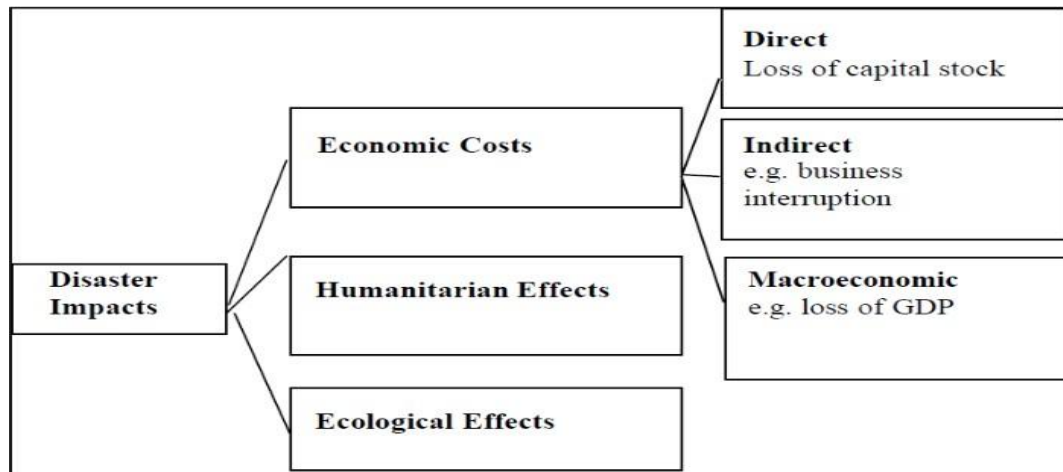 Disaster
Impacts
Economic Costs
Humanitarian Effects
Ecological Effects
Direct
Loss of capital stock
Indirect
e.g. business
interruption
Macroeconomic
e.g. loss of GDP